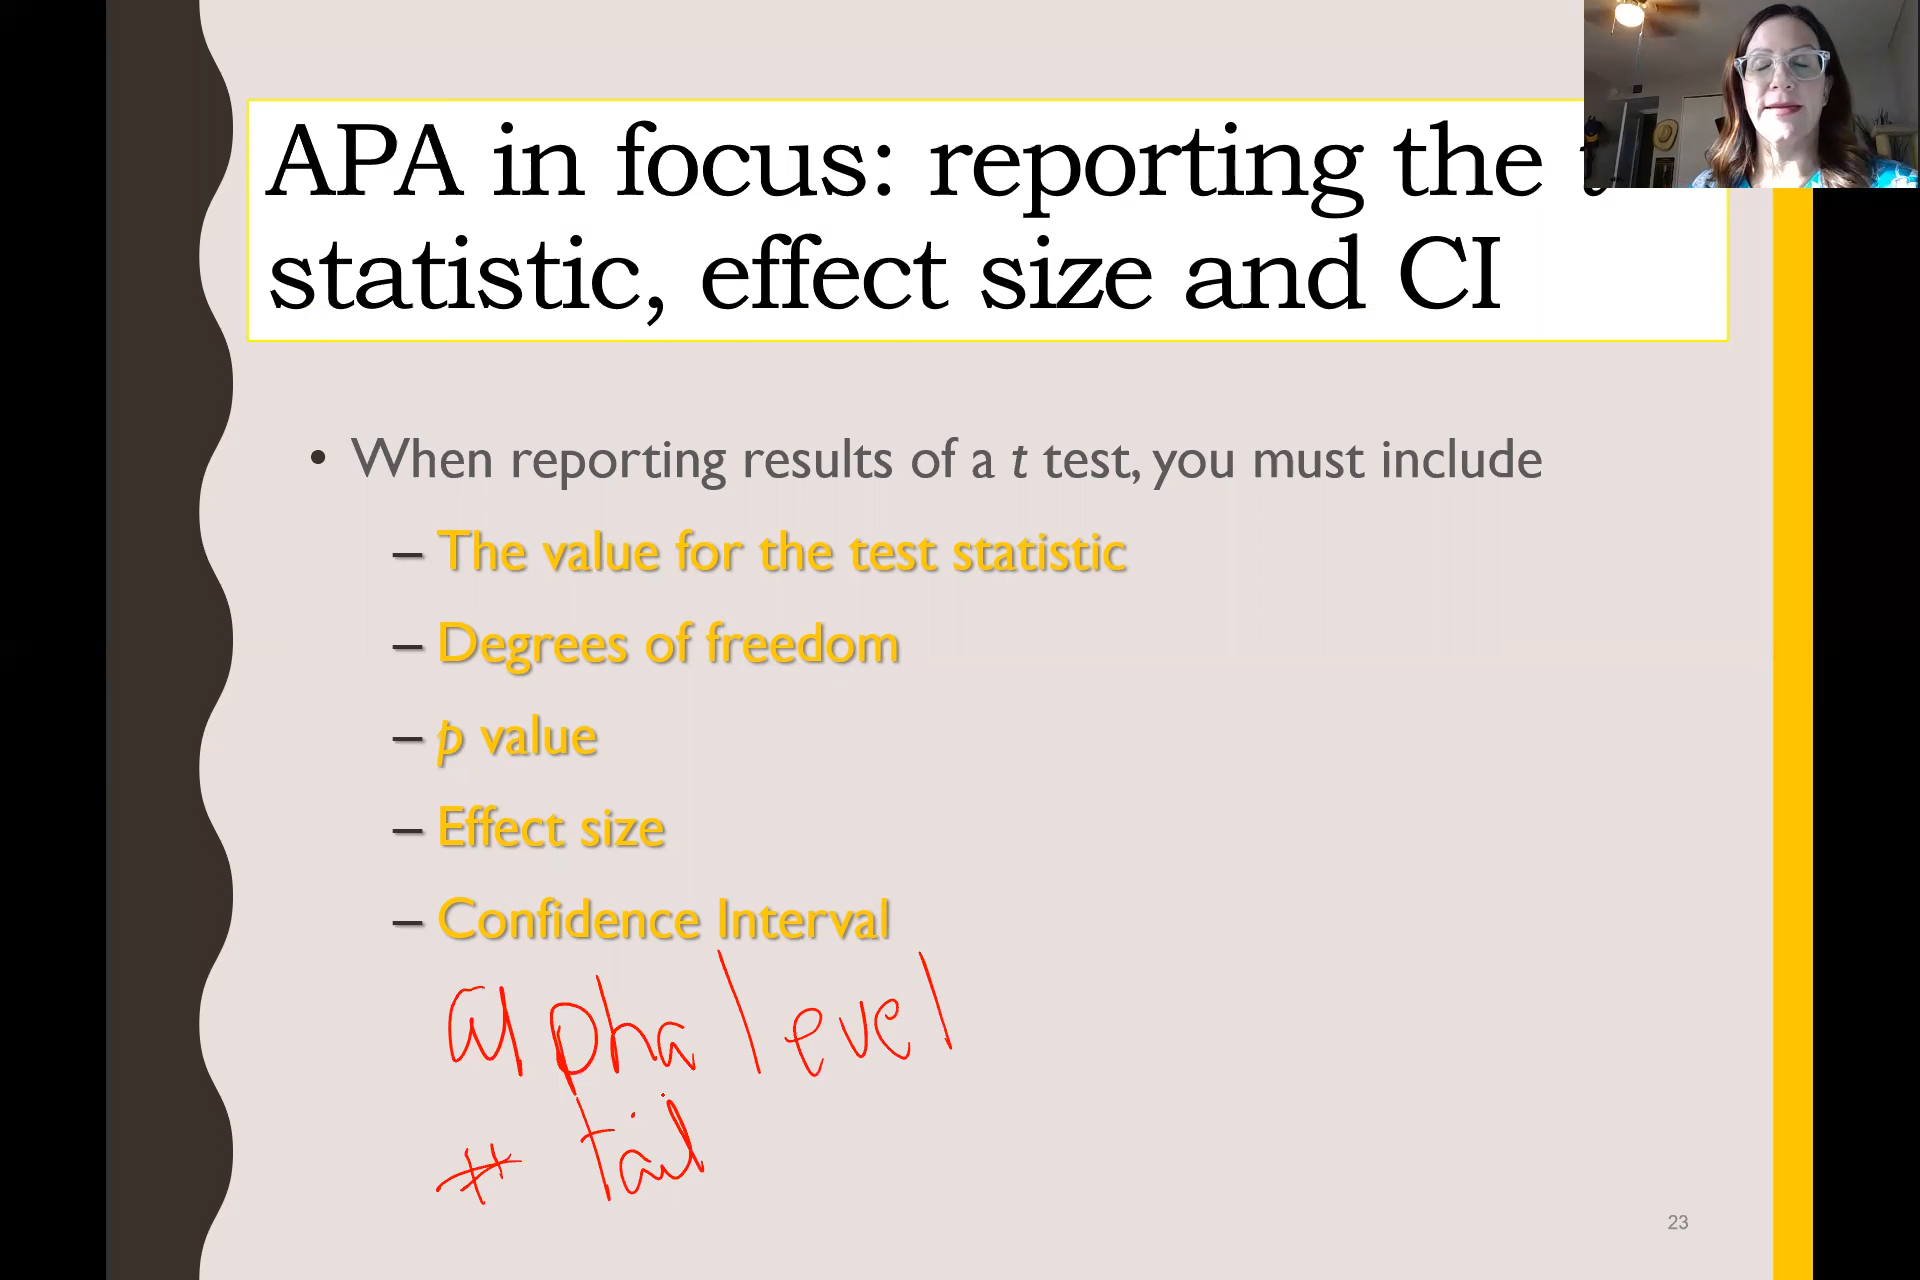 APA in focus: reporting the t
statistic, effect size and CI
• When reporting results of a t test, you must include
– The value for the test statistic
– Degrees of freedom
– p value
– Effect size
– Confidence Interval
alpha level
# tail
23